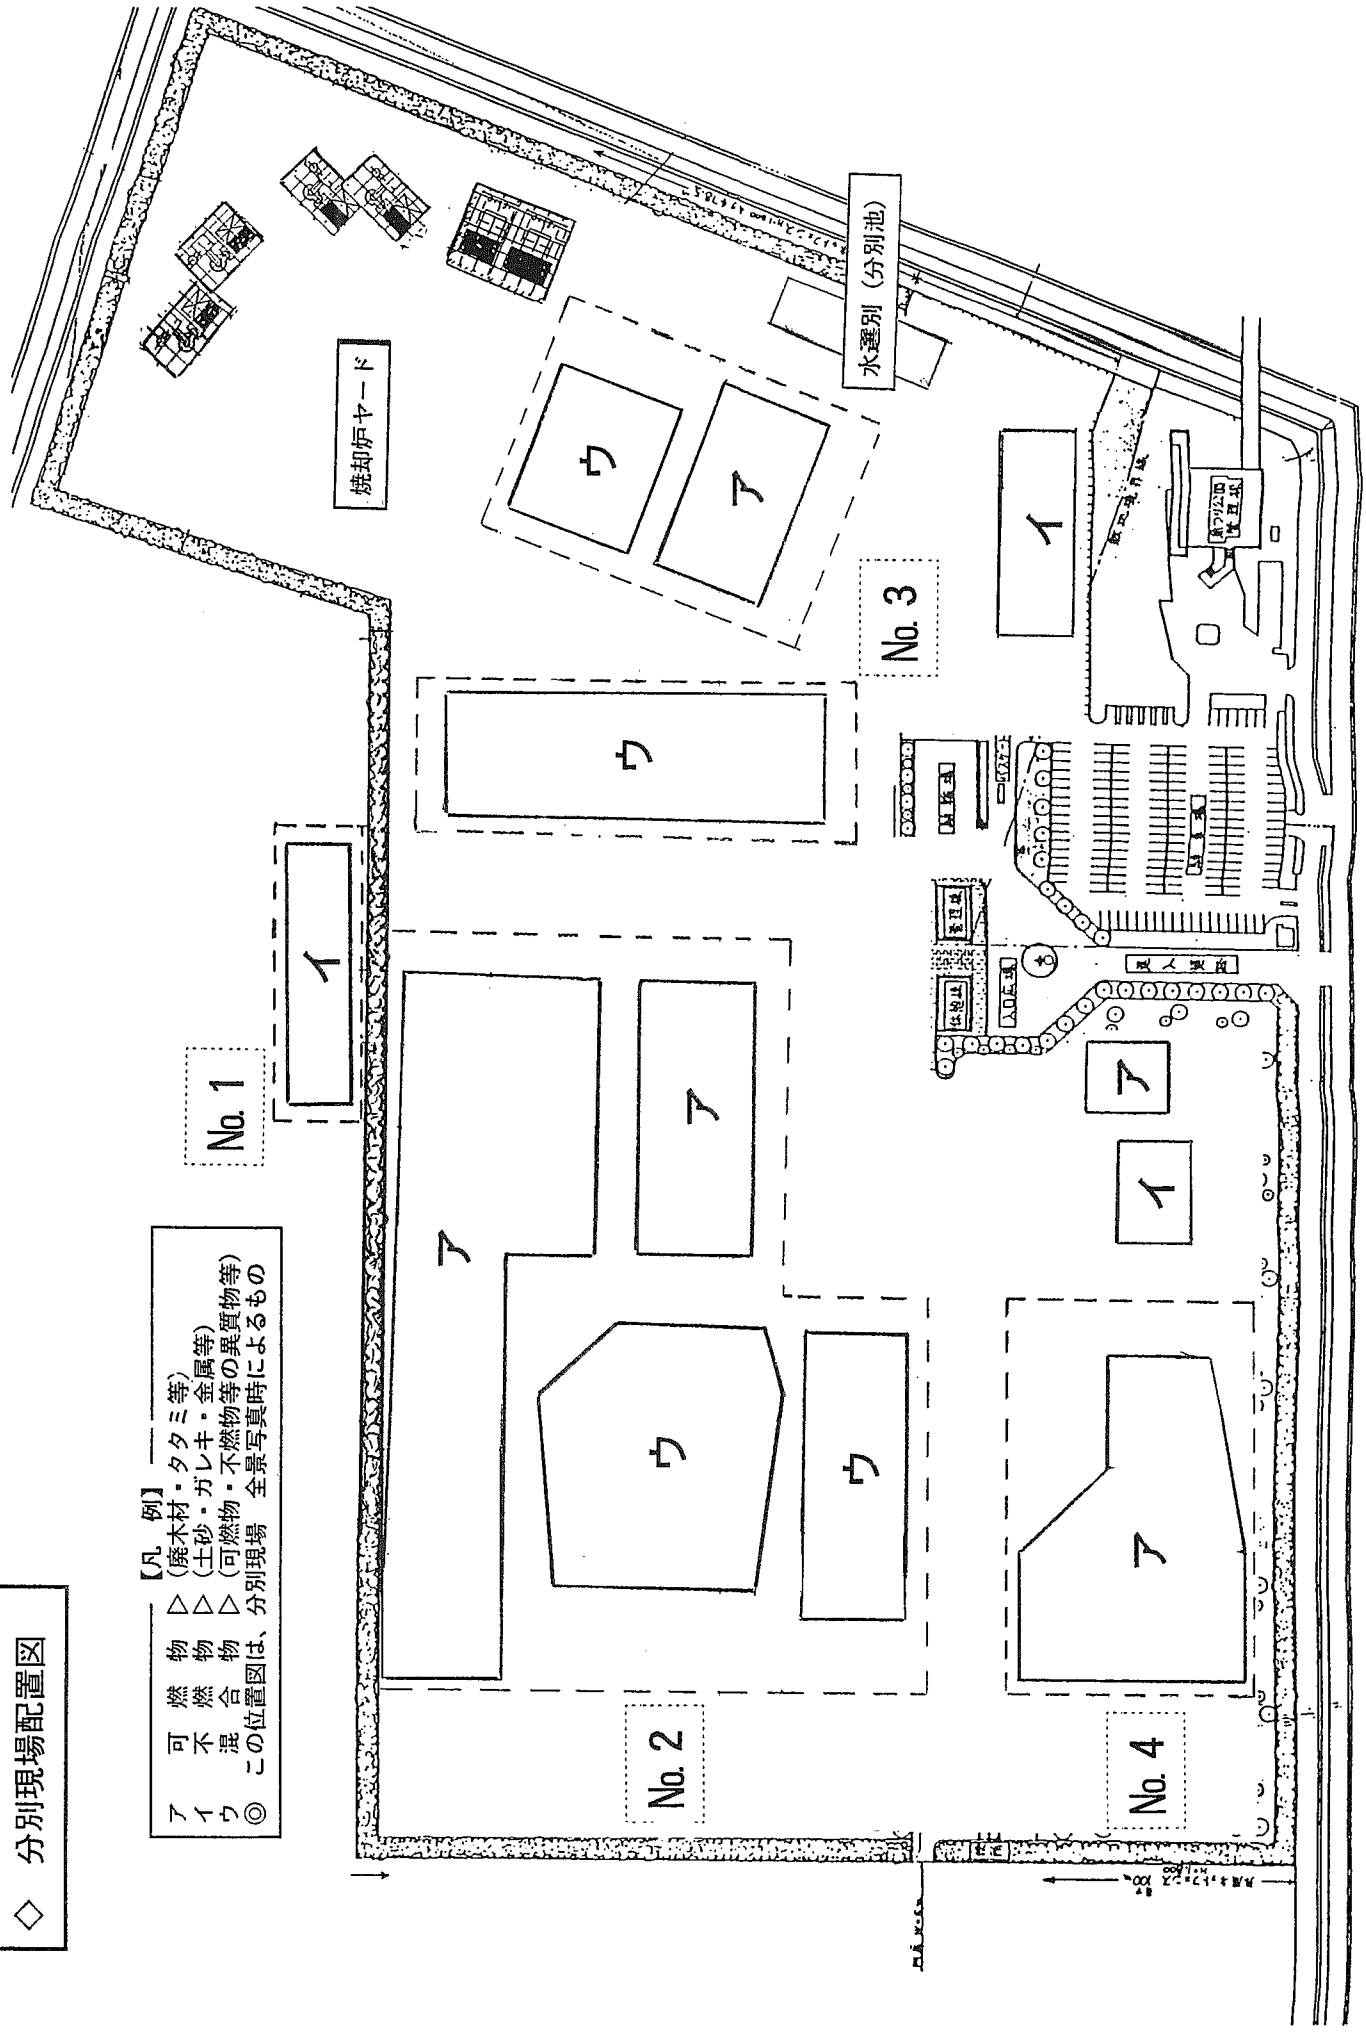 ◇ 分別現場配置図
【凡 例】
ア 可燃物 ▷ (廃木材・タタミ等)
イ 不燃物 ▷ (土砂・ガレキ・金属等)
ウ 混合物 ▷ (可燃物・不燃物等の異質物等)
◎ この位置図は、分別現場 全景写真時によるもの
No. 1
イ
焼却炉ヤード
ア
ア
ウ
ウ
No. 2
ウ
ウ
ア
水選別 (分別池)
No. 3
イ
管理棟
休憩棟
入口広場
ア
イ
ア
No. 4